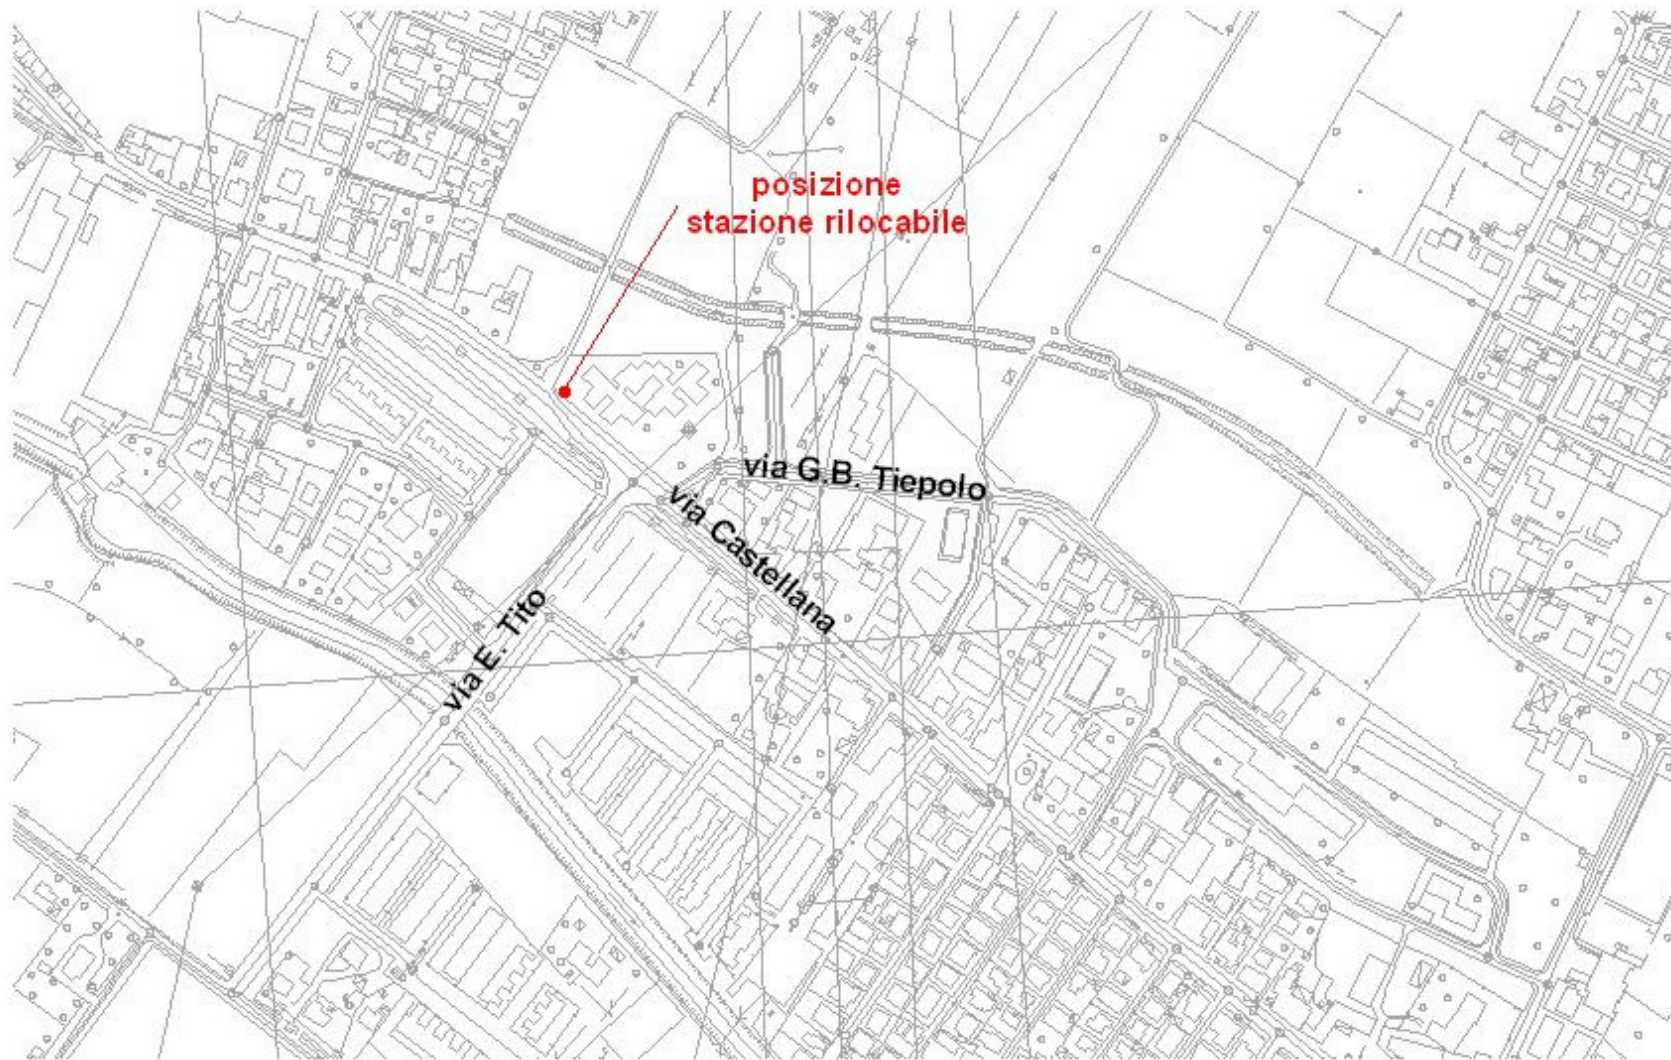 posizione
stazione rilocabile
via G.B. Tiepolo
via Castellana
via E. Tito